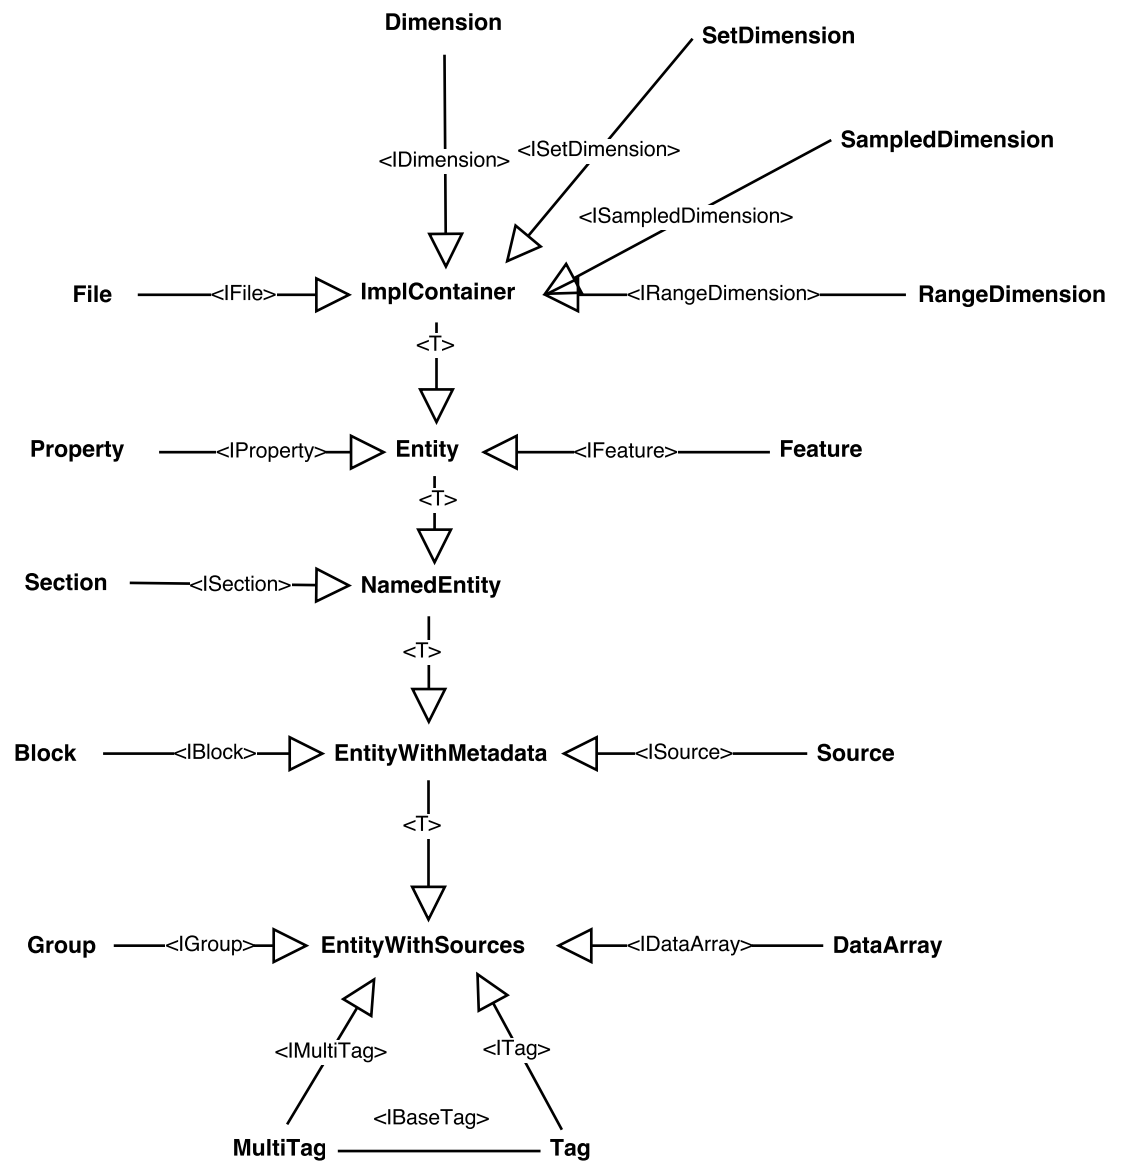 Dimension
SetDimension
<IDimension>
<ISetDimension>
SampledDimension
<ISampledDimension>
File
<IFile>
ImplContainer
<IRangeDimension>
RangeDimension
<T>
Property
<IProperty>
Entity
<IFeature>
Feature
<T>
Section
<ISection>
NamedEntity
<T>
Block
<IBlock>
EntityWithMetadata
<ISource>
Source
<T>
Group
<IGroup>
EntityWithSources
<IDataArray>
DataArray
<IMultiTag>
<ITag>
<IBaseTag>
MultiTag
Tag